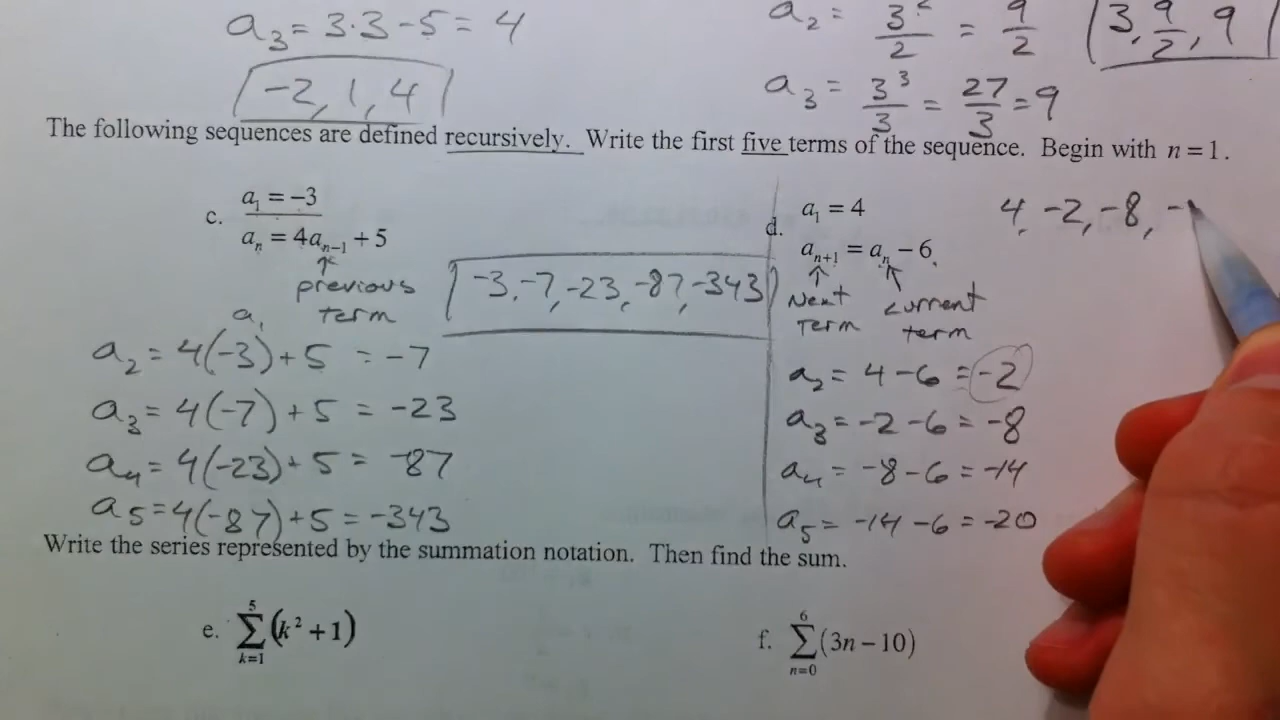 a₃ = 3·3 − 5 = 4
−2, 1, 4
a₂ = 3²/2 = 9/2
3, 9/2, 9
a₃ = 3³/3 = 27/3 = 9
The following sequences are defined recursively. Write the first five terms of the sequence. Begin with n = 1.
c. a₁ = −3
aₙ = 4aₙ₋₁ + 5
↑
previous
term
a₁
a₂ = 4(−3) + 5 = −7
a₃ = 4(−7) + 5 = −23
a₄ = 4(−23) + 5 = −87
a₅ = 4(−87) + 5 = −343
−3, −7, −23, −87, −343
d. a₁ = 4
aₙ₊₁ = aₙ − 6
Next
term
current
term
4, −2, −8, −
a₂ = 4 − 6 = −2
a₃ = −2 − 6 = −8
a₄ = −8 − 6 = −14
a₅ = −14 − 6 = −20
Write the series represented by the summation notation. Then find the sum.
e. 5 ∑ k=1 (k² + 1)
f. 6 ∑ n=0 (3n − 10)